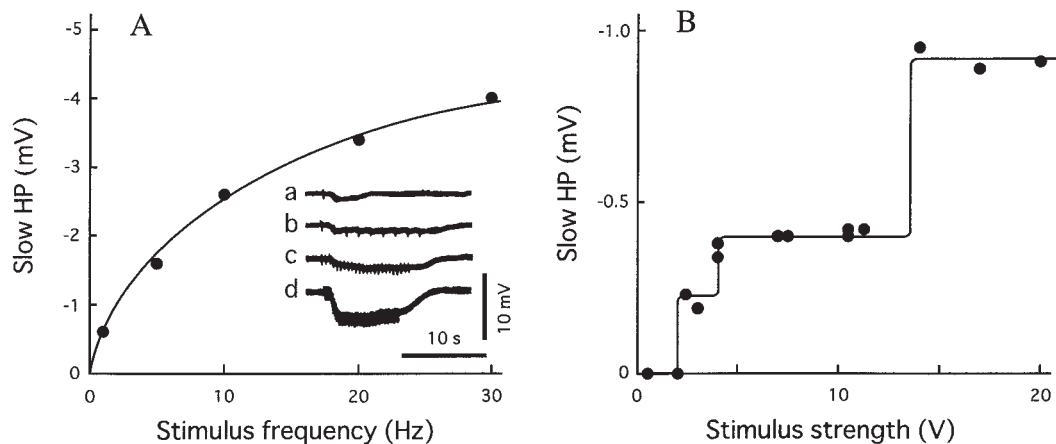 A
Slow HP (mV)
-5
-4
-3
-2
-1
0
0
10
20
30
Stimulus frequency (Hz)
a
b
c
d
10 mV
10 s
B
Slow HP (mV)
-1.0
-0.5
0
0
10
20
Stimulus strength (V)